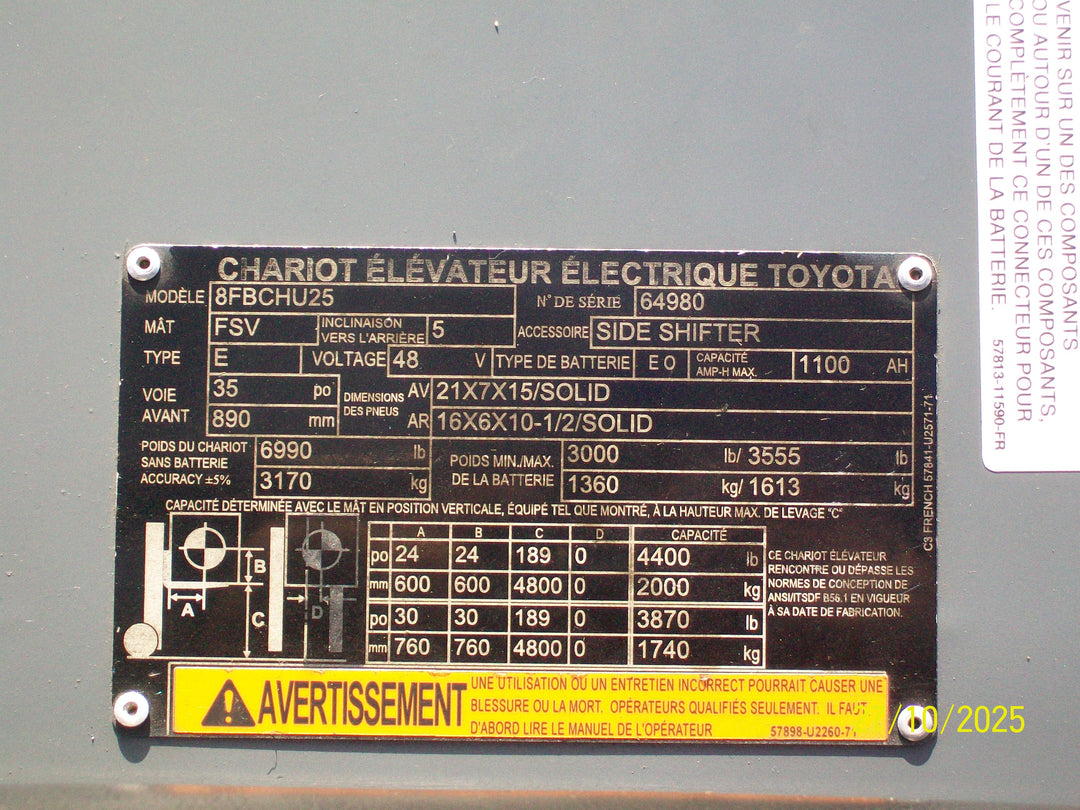 VENIR SUR UN DES COMPOSANTS
OU AUTOUR D'UN DE CES COMPOSANTS,
COMPLÈTEMENT CE CONNECTEUR POUR
LE COURANT DE LA BATTERIE.
57813-11590-FR
CHARIOT ÉLÉVATEUR ÉLECTRIQUE TOYOTA
MODÈLE 8FBCHU25 N° DE SÉRIE 64980
MÂT FSV INCLINAISON VERS L'ARRIÈRE 5 ACCESSOIRE SIDE SHIFTER
TYPE E VOLTAGE 48 V TYPE DE BATTERIE E O CAPACITÉ AMP-H MAX. 1100 AH
VOIE AVANT 35 po DIMENSIONS DES PNEUS AV 21X7X15/SOLID
890 mm AR 16X6X10-1/2/SOLID
POIDS DU CHARIOT SANS BATTERIE ACCURACY ±5% 6990 lb POIDS MIN./MAX. DE LA BATTERIE 3000 lb/ 3555 lb
3170 kg 1360 kg/ 1613 kg
CAPACITÉ DÉTERMINÉE AVEC LE MÂT EN POSITION VERTICALE, ÉQUIPÉ TEL QUE MONTRÉ, À LA HAUTEUR MAX. DE LEVAGE "C"
A B C D
A B C D CAPACITÉ
po 24 24 189 0 4400 lb
mm 600 600 4800 0 2000 kg
po 30 30 189 0 3870 lb
mm 760 760 4800 0 1740 kg
CE CHARIOT ÉLÉVATEUR
RENCONTRE OU DÉPASSE LES
NORMES DE CONCEPTION DE
ANSI/ITSDF B56.1 EN VIGUEUR
À SA DATE DE FABRICATION.
C3 FRENCH 57841-U2571-71
AVERTISSEMENT
UNE UTILISATION OU UN ENTRETIEN INCORRECT POURRAIT CAUSER UNE
BLESSURE OU LA MORT. OPÉRATEURS QUALIFIÉS SEULEMENT. IL FAUT
D'ABORD LIRE LE MANUEL DE L'OPÉRATEUR
57898-U2260-71
/10/2025